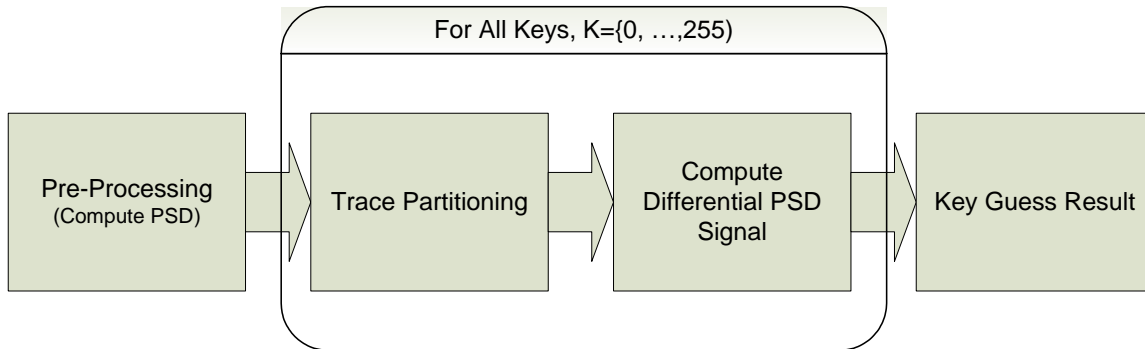 For All Keys, K={0, …,255)
Pre-Processing
(Compute PSD)
Trace Partitioning
Compute
Differential PSD
Signal
Key Guess Result